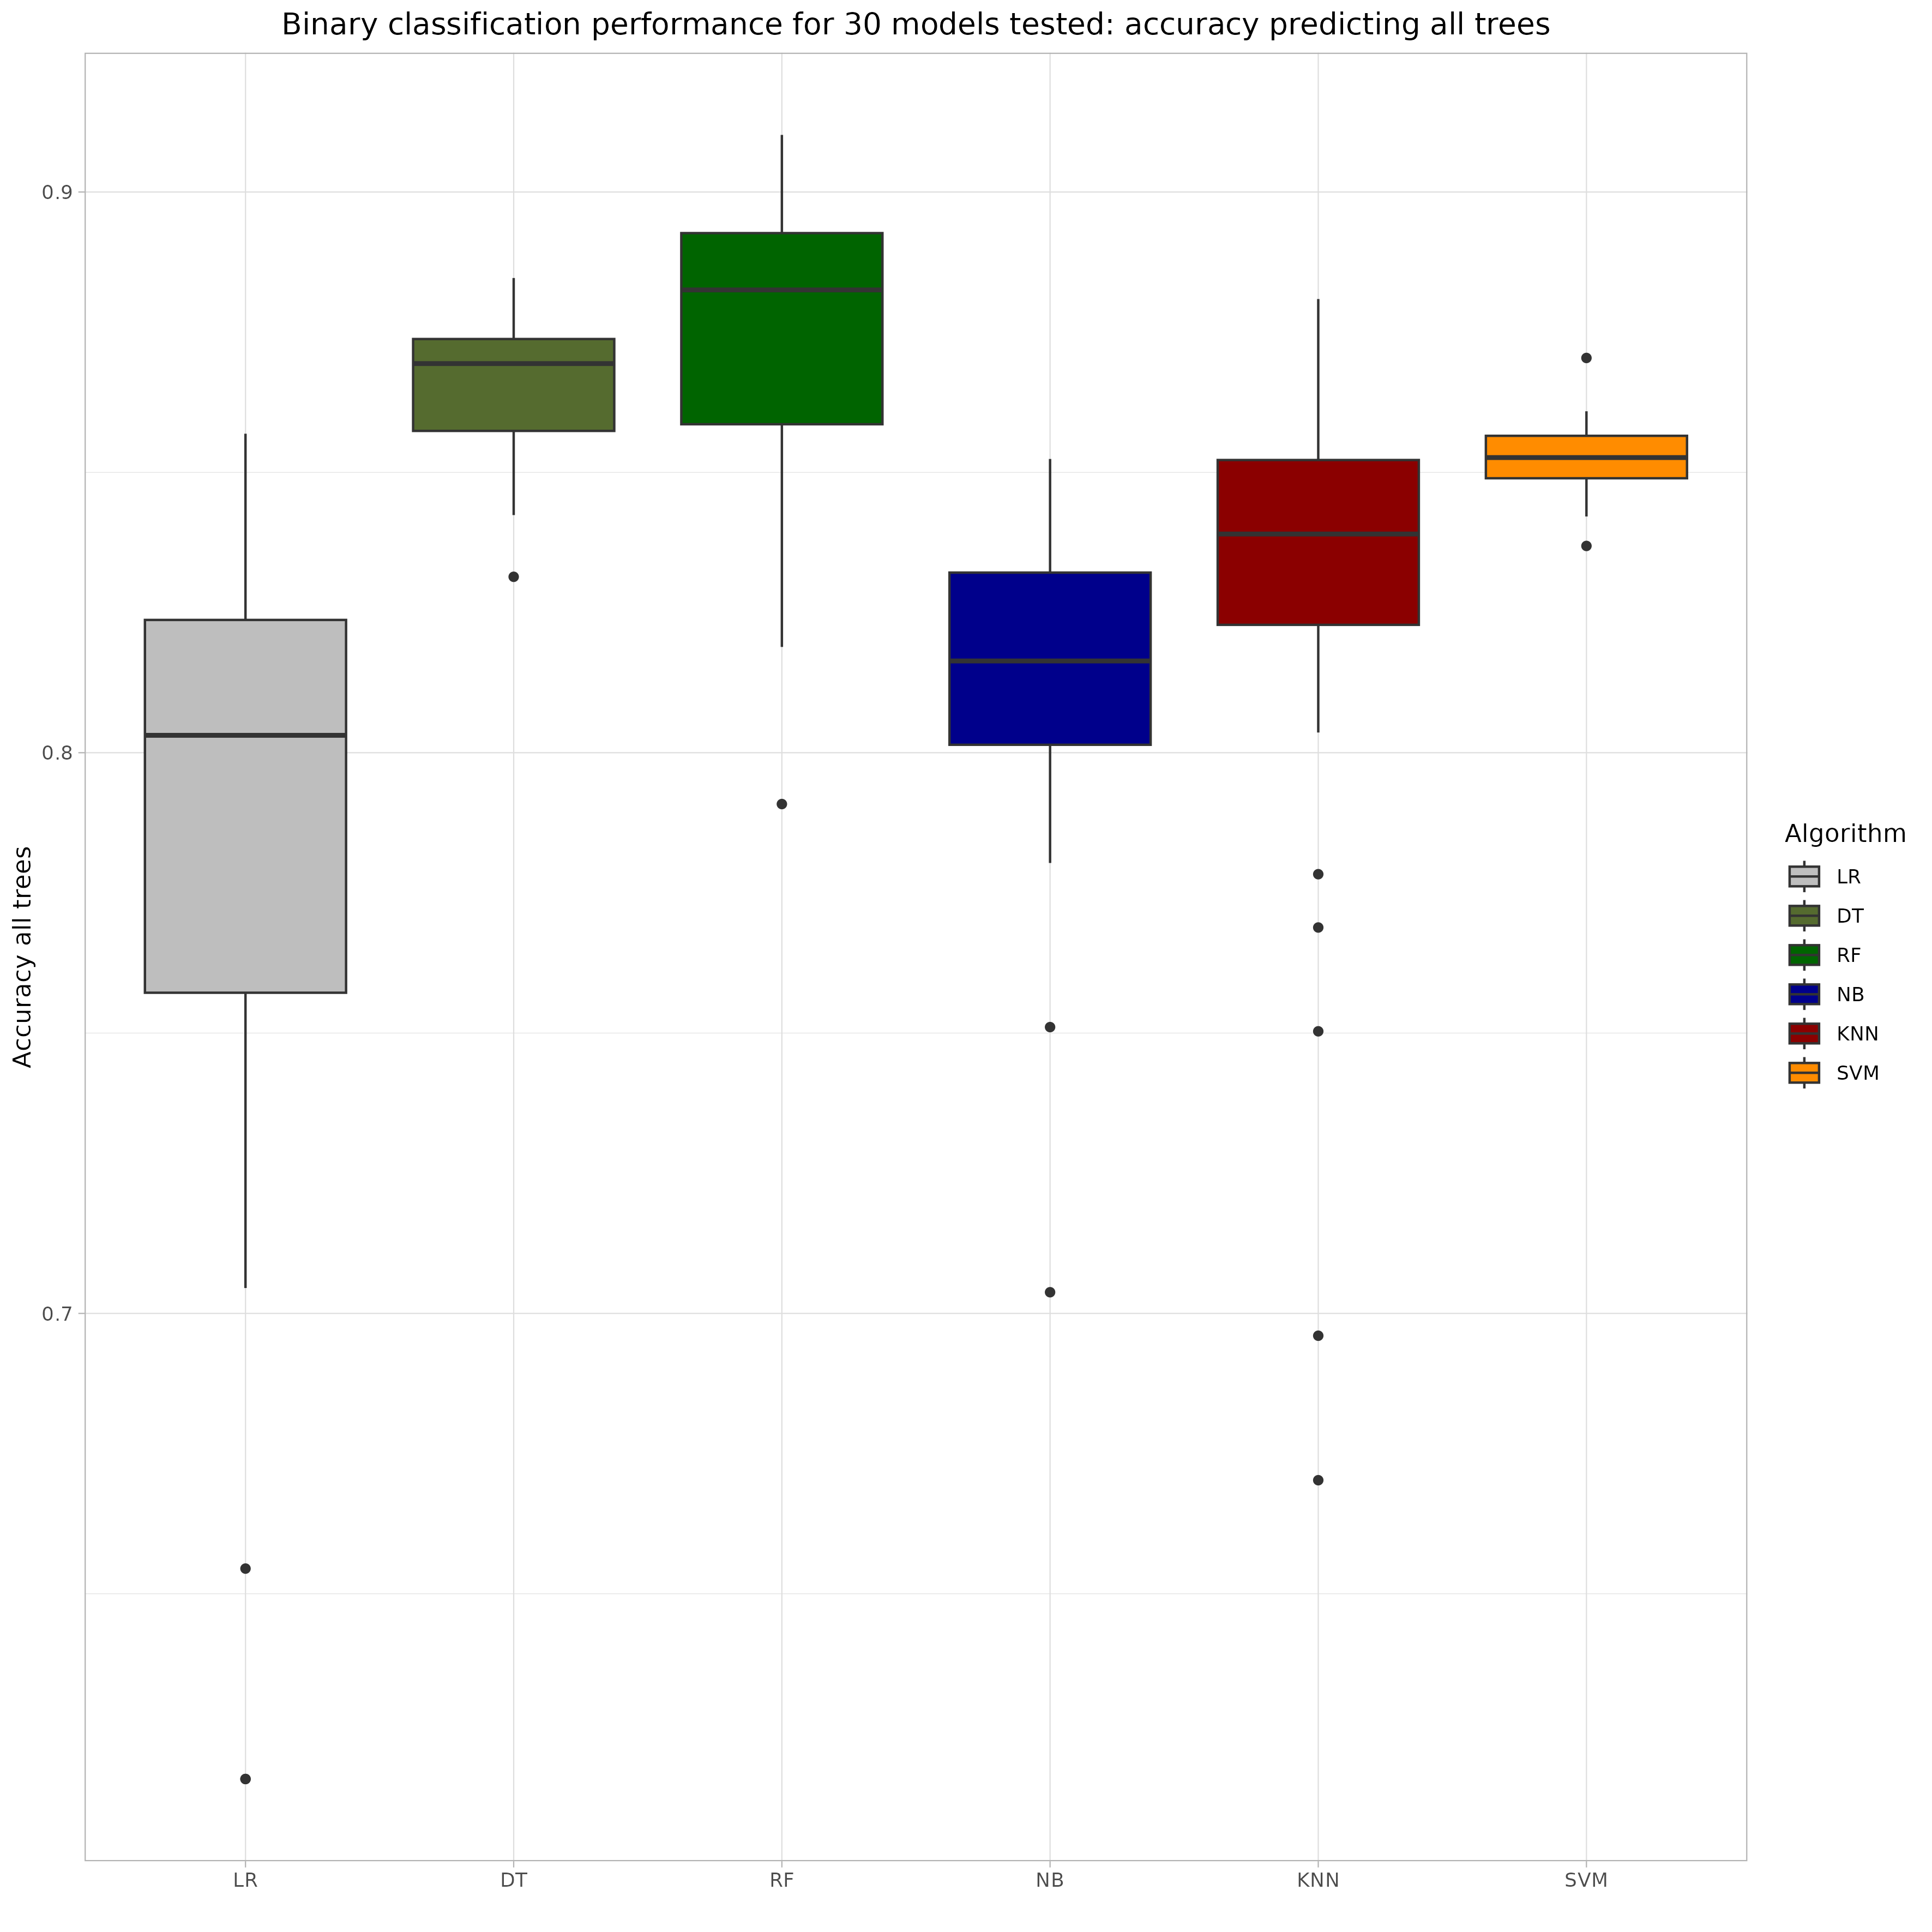 Binary classification performance for 30 models tested: accuracy predicting all trees
Accuracy all trees
0.9
0.8
0.7
LR
DT
RF
NB
KNN
SVM
Algorithm
LR
DT
RF
NB
KNN
SVM